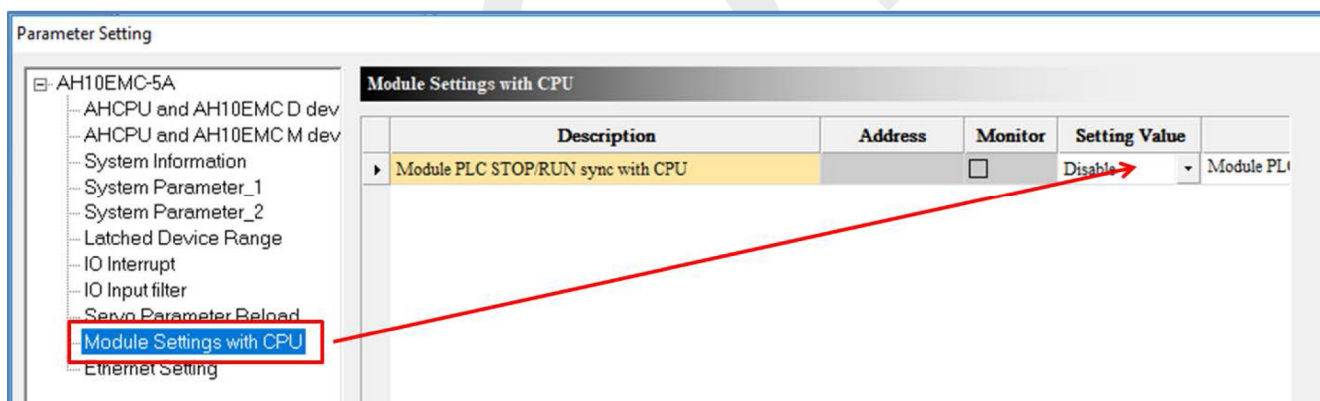 Parameter Setting
AH10EMC-5A
AHCPU and AH10EMC D dev
AHCPU and AH10EMC M dev
System Information
System Parameter_1
System Parameter_2
Latched Device Range
IO Interrupt
IO Input filter
Servo Parameter Reload
Module Settings with CPU
Ethernet Setting
Module Settings with CPU
Description Address Monitor Setting Value
Module PLC STOP/RUN sync with CPU Disable Module PL